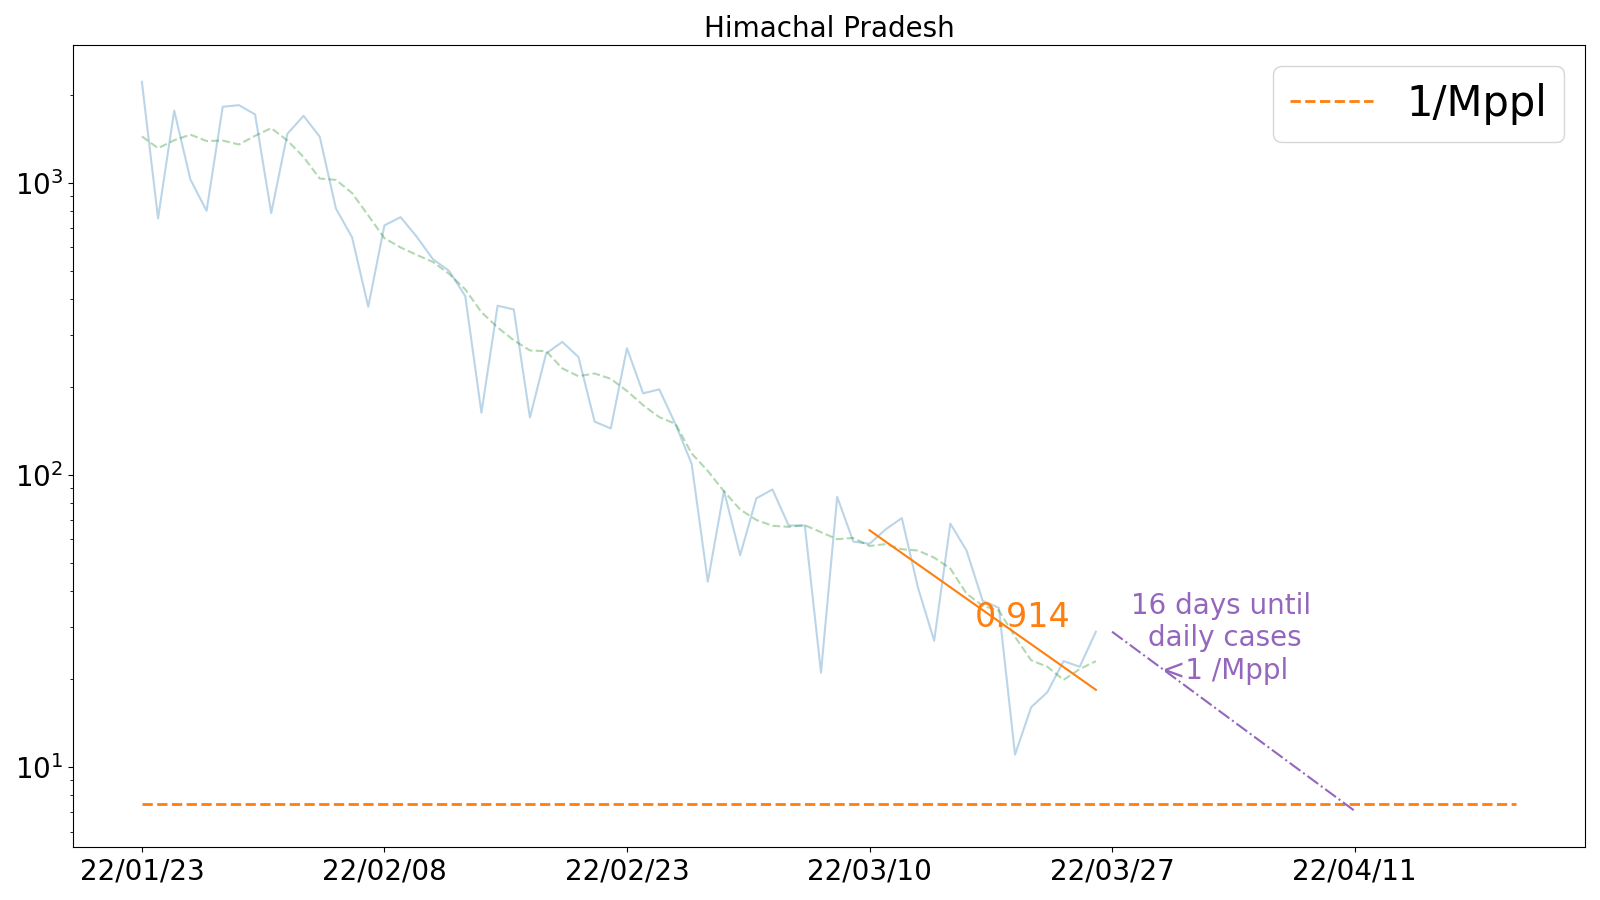 Himachal Pradesh
1/Mppl
10³
10²
10¹
0.914
16 days until
daily cases
<1 /Mppl
22/01/23
22/02/08
22/02/23
22/03/10
22/03/27
22/04/11